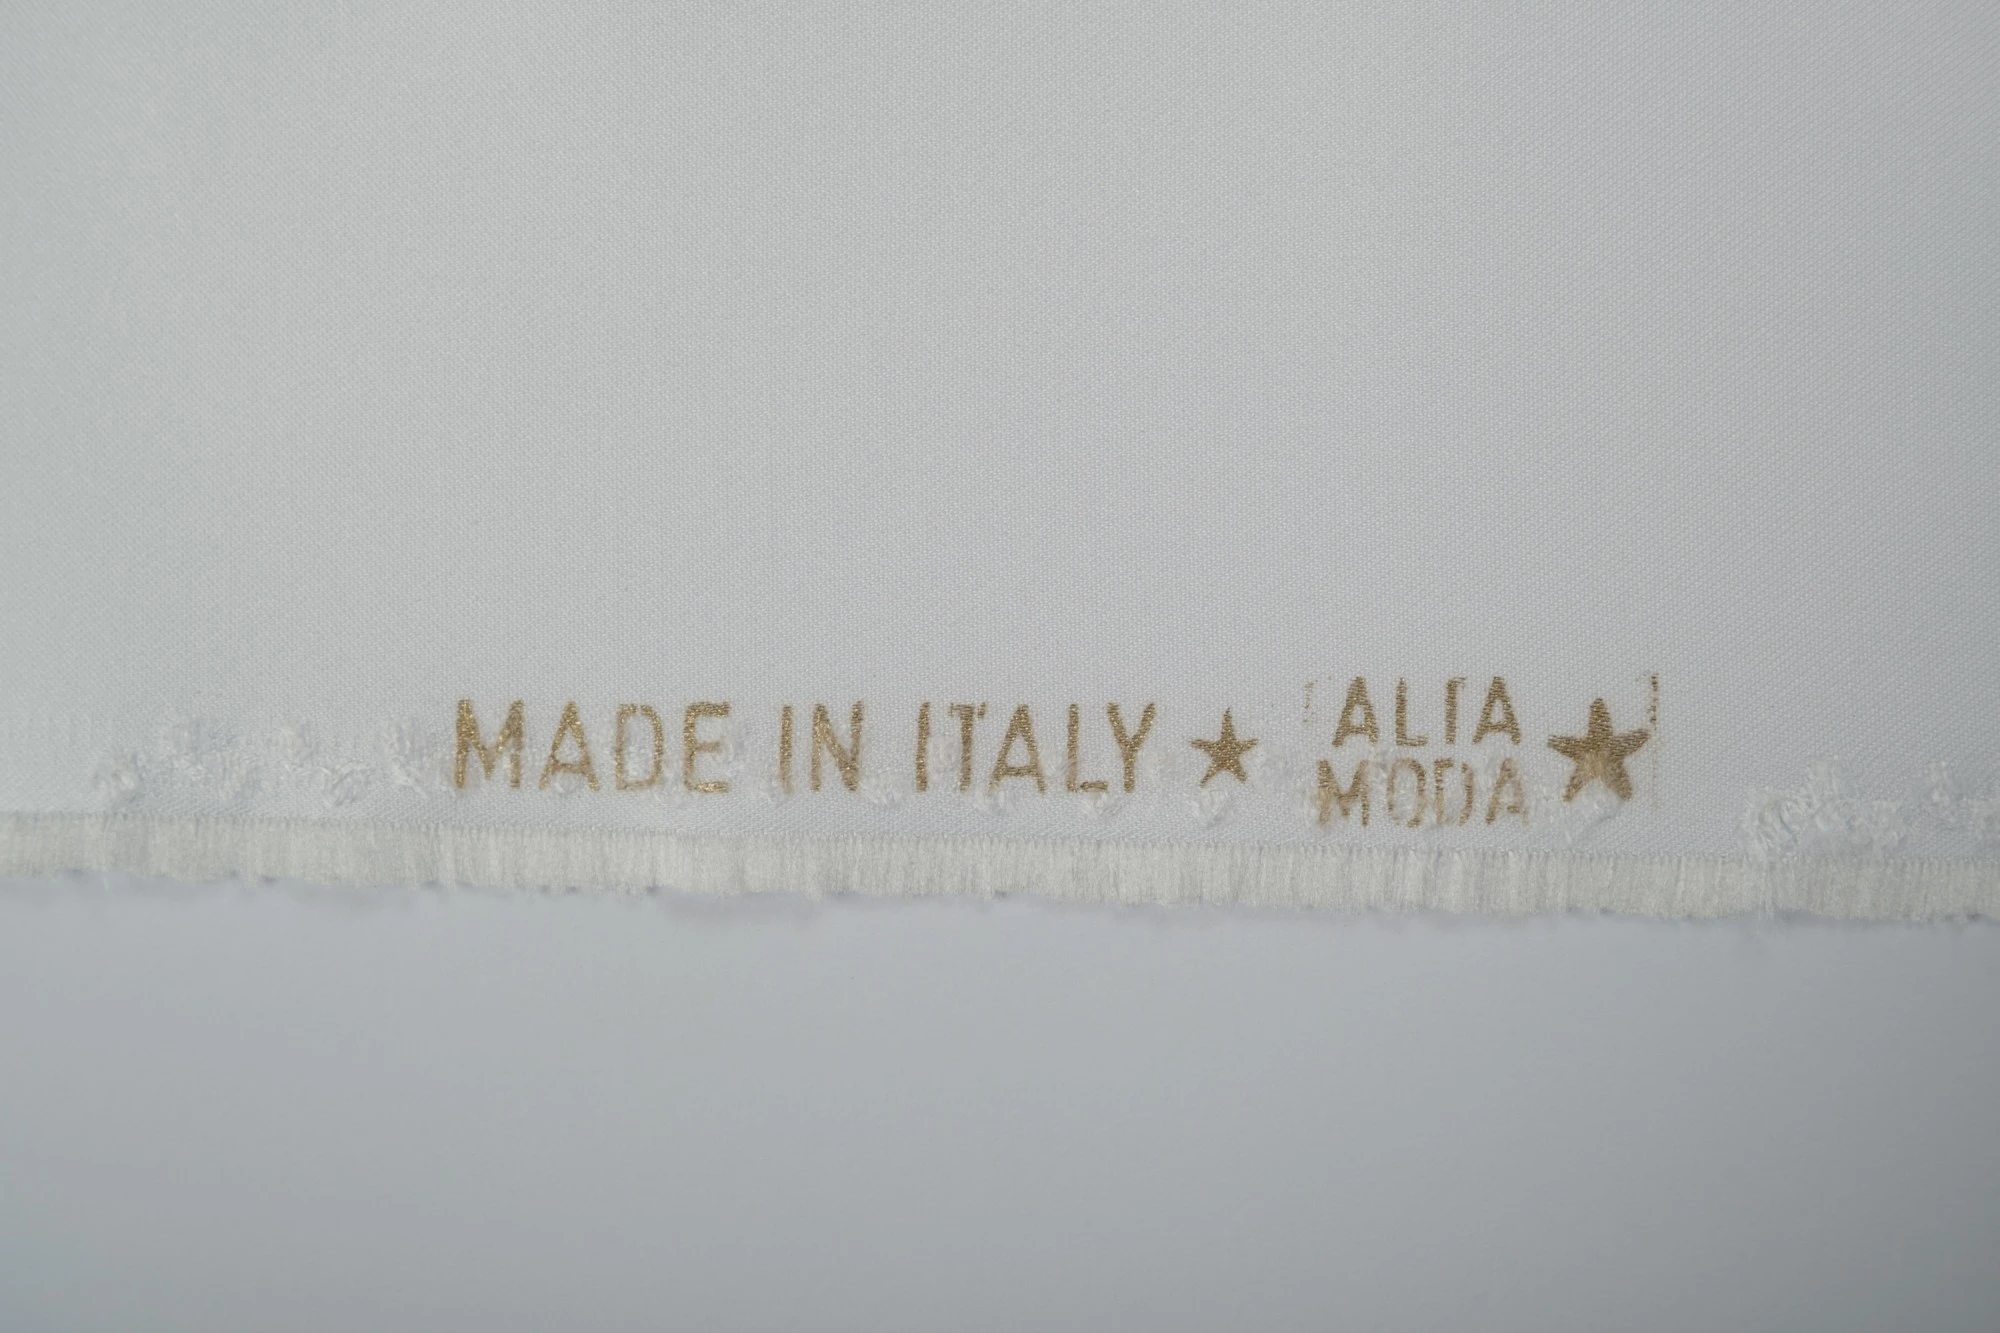 MADE IN ITALY ★ ALTA
MODA ★